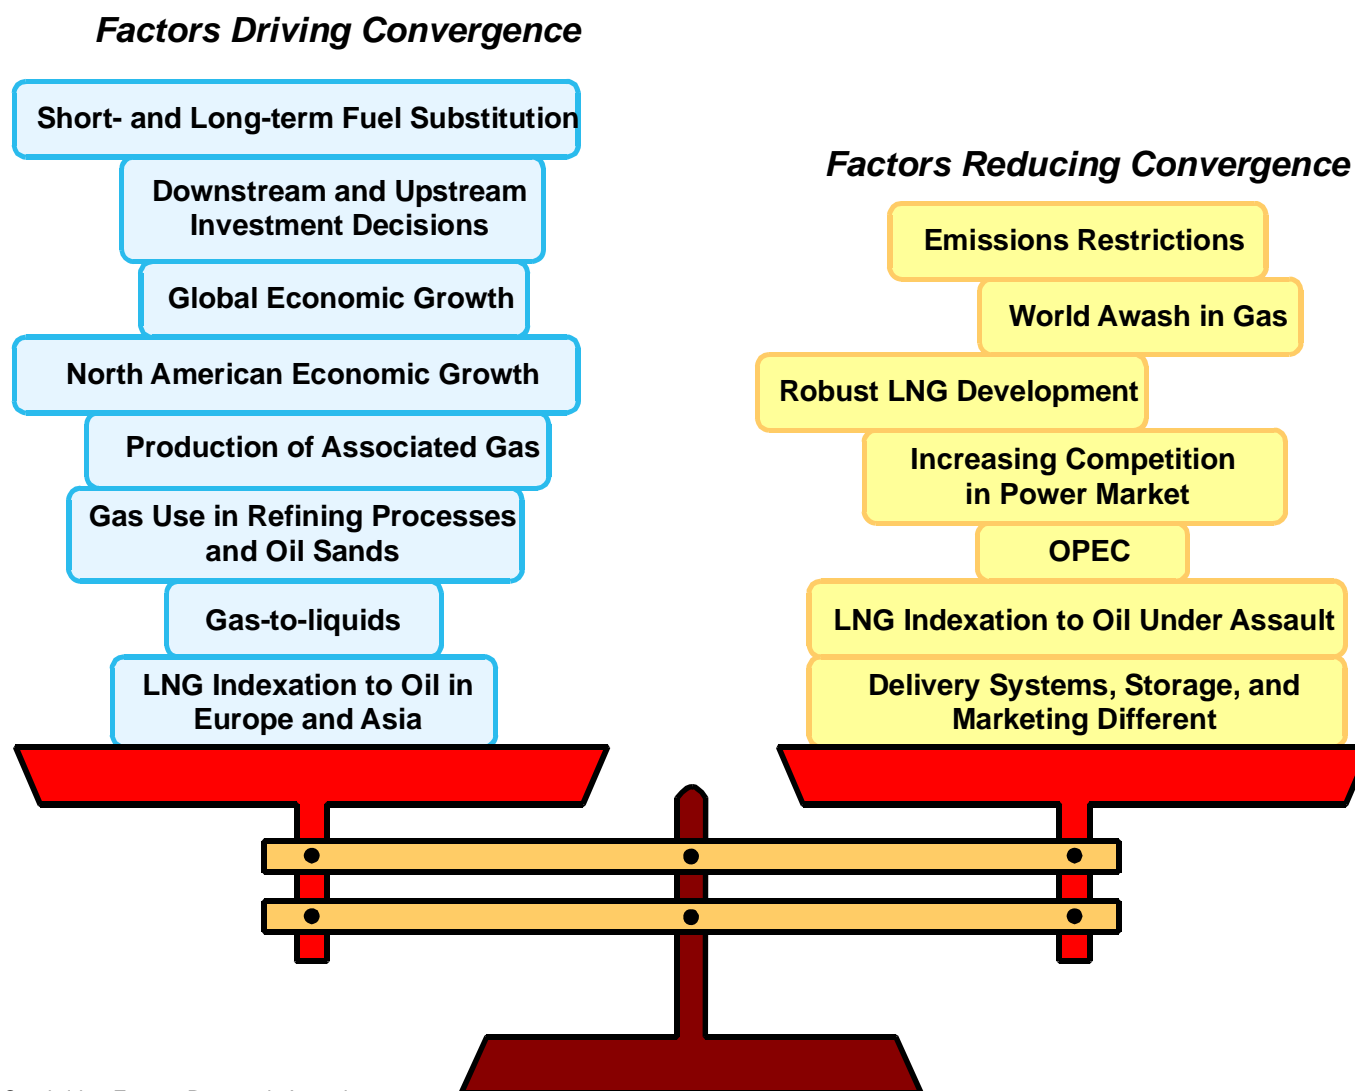 Factors Driving Convergence
Short- and Long-term Fuel Substitution
Downstream and Upstream
Investment Decisions
Global Economic Growth
North American Economic Growth
Production of Associated Gas
Gas Use in Refining Processes
and Oil Sands
Gas-to-liquids
LNG Indexation to Oil in
Europe and Asia
Factors Reducing Convergence
Emissions Restrictions
World Awash in Gas
Robust LNG Development
Increasing Competition
in Power Market
OPEC
LNG Indexation to Oil Under Assault
Delivery Systems, Storage, and
Marketing Different